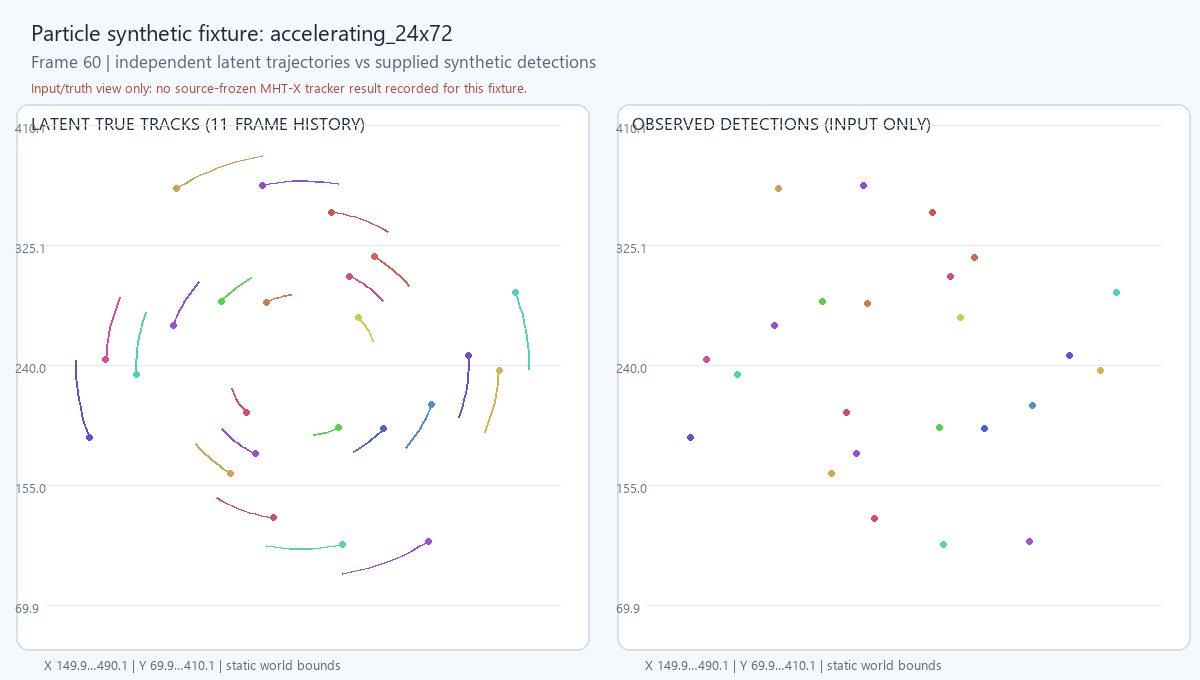 Particle synthetic fixture: accelerating_24x72
Frame 60 | independent latent trajectories vs supplied synthetic detections
Input/truth view only: no source-frozen MHT-X tracker result recorded for this fixture.
LATENT TRUE TRACKS (11-FRAME HISTORY)
410.1
325.1
240.0
155.0
69.9
X 149.9...490.1 | Y 69.9...410.1 | static world bounds
OBSERVED DETECTIONS (INPUT ONLY)
410.1
325.1
240.0
155.0
69.9
X 149.9...490.1 | Y 69.9...410.1 | static world bounds